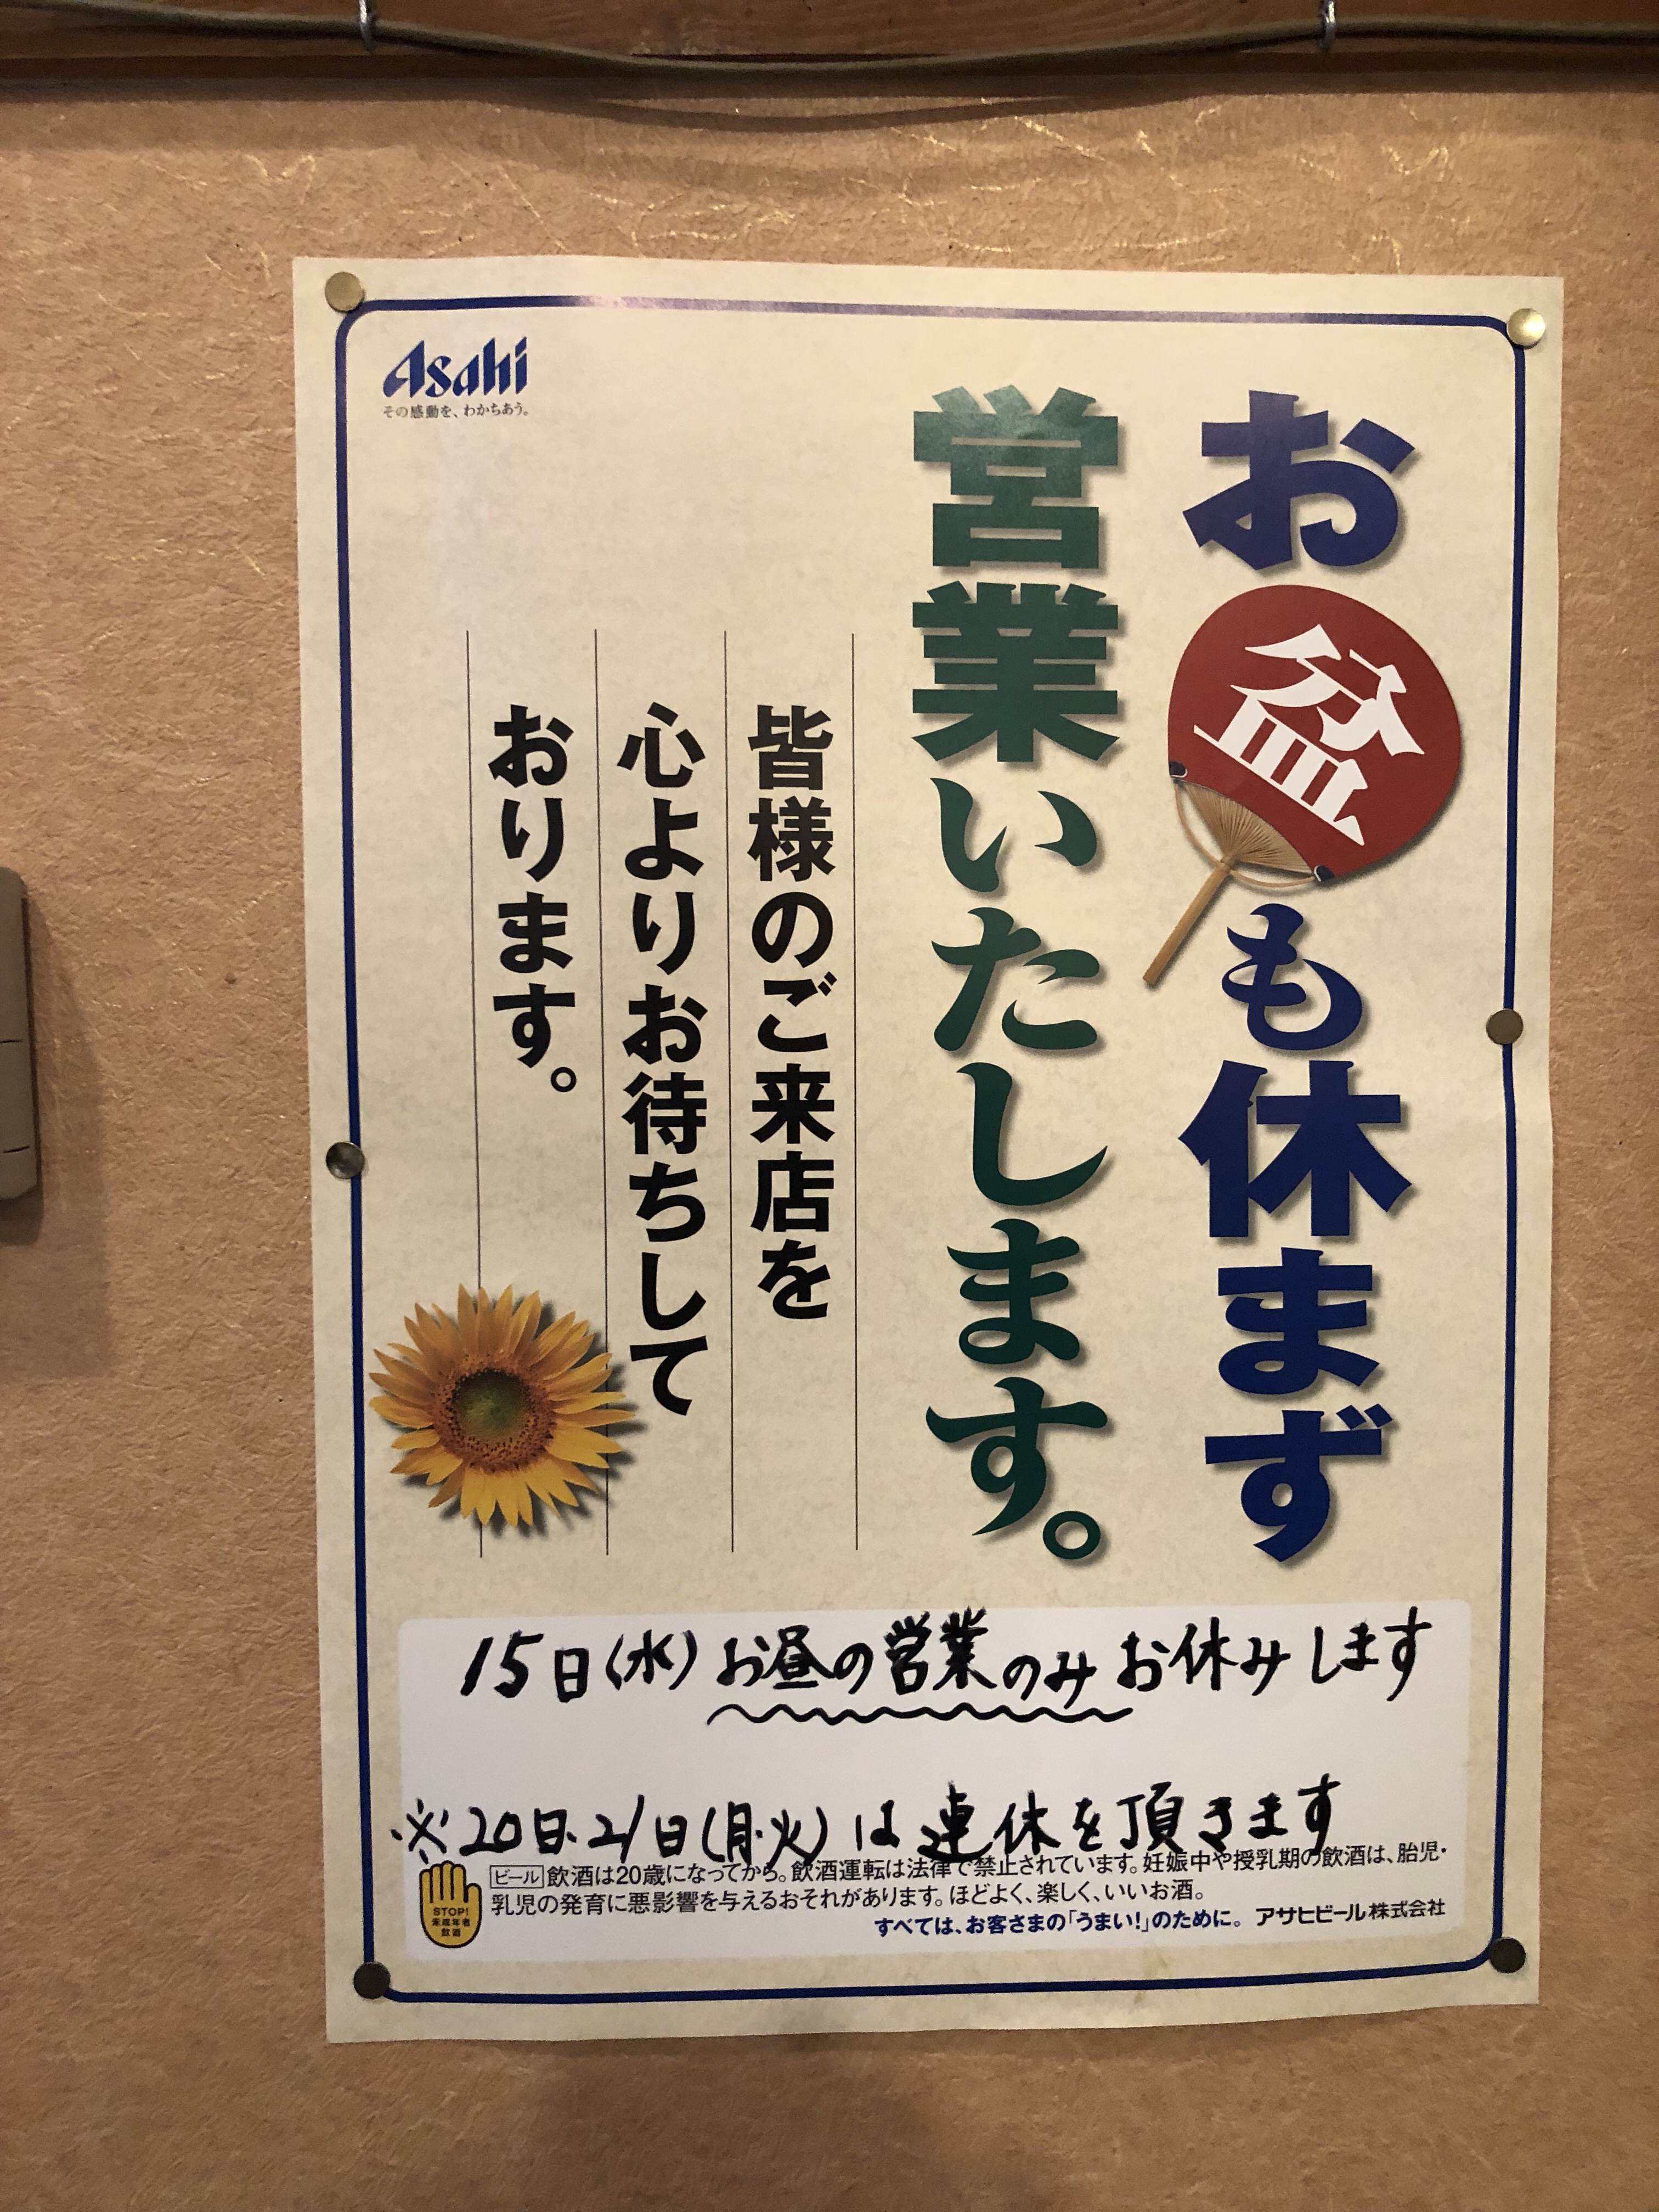 Asahi
その感動を、わかちあう。
お盆も休まず
営業いたします。
皆様のご来店を
心よりお待ちして
おります。
15日(水)お昼の営業のみお休みします
※20日・21日(月・火)は連休を頂きます
ビール 飲酒は20歳になってから。飲酒運転は法律で禁止されています。妊娠中や授乳期の飲酒は、胎児・
乳児の発育に悪影響を与えるおそれがあります。ほどよく、楽しく、いいお酒。
STOP!
未成年者
飲酒
すべては、お客さまの「うまい!」のために。 アサヒビール株式会社